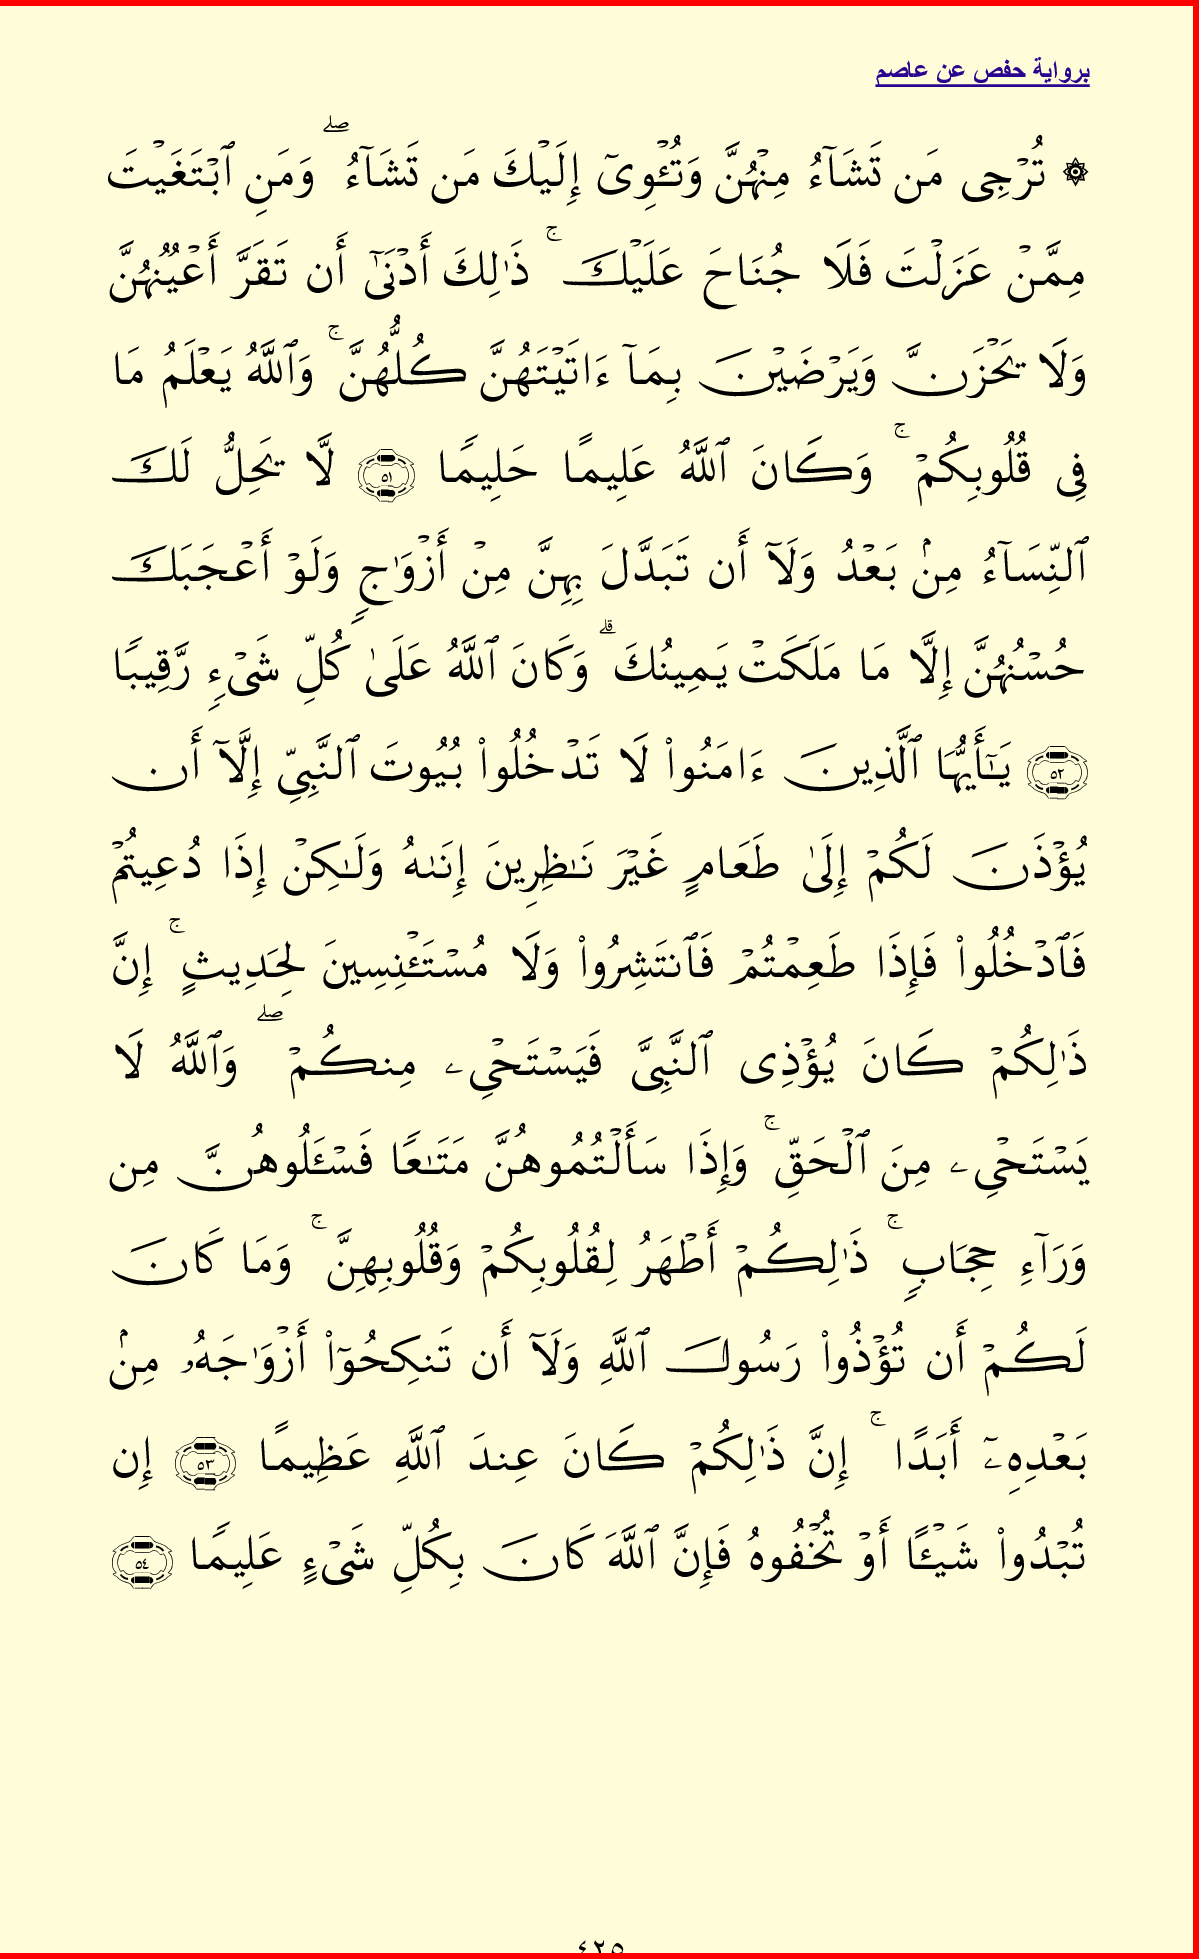 برواية حفص عن عاصم
۞ تُرۡجِي مَن تَشَآءُ مِنۡهُنَّ وَتُـٔۡوِيٓ إِلَيۡكَ مَن تَشَآءُۖ وَمَنِ ٱبۡتَغَيۡتَ
مِمَّنۡ عَزَلۡتَ فَلَا جُنَاحَ عَلَيۡكَۚ ذَٰلِكَ أَدۡنَىٰٓ أَن تَقَرَّ أَعۡيُنُهُنَّ
وَلَا يَحۡزَنَّ وَيَرۡضَيۡنَ بِمَآ ءَاتَيۡتَهُنَّ كُلُّهُنَّۚ وَٱللَّهُ يَعۡلَمُ مَا
فِي قُلُوبِكُمۡۚ وَكَانَ ٱللَّهُ عَلِيمًا حَلِيمٗا ٥١ لَّا يَحِلُّ لَكَ
ٱلنِّسَآءُ مِنۢ بَعۡدُ وَلَآ أَن تَبَدَّلَ بِهِنَّ مِنۡ أَزۡوَٰجٖ وَلَوۡ أَعۡجَبَكَ
حُسۡنُهُنَّ إِلَّا مَا مَلَكَتۡ يَمِينُكَۗ وَكَانَ ٱللَّهُ عَلَىٰ كُلِّ شَيۡءٖ رَّقِيبٗا
٥٢ يَٰٓأَيُّهَا ٱلَّذِينَ ءَامَنُواْ لَا تَدۡخُلُواْ بُيُوتَ ٱلنَّبِيِّ إِلَّآ أَن
يُؤۡذَنَ لَكُمۡ إِلَىٰ طَعَامٍ غَيۡرَ نَٰظِرِينَ إِنَىٰهُ وَلَٰكِنۡ إِذَا دُعِيتُمۡ
فَٱدۡخُلُواْ فَإِذَا طَعِمۡتُمۡ فَٱنتَشِرُواْ وَلَا مُسۡتَـٔۡنِسِينَ لِحَدِيثٍۚ إِنَّ
ذَٰلِكُمۡ كَانَ يُؤۡذِي ٱلنَّبِيَّ فَيَسۡتَحۡيِۦ مِنكُمۡۖ وَٱللَّهُ لَا
يَسۡتَحۡيِۦ مِنَ ٱلۡحَقِّۚ وَإِذَا سَأَلۡتُمُوهُنَّ مَتَٰعٗا فَسۡـَٔلُوهُنَّ مِن
وَرَآءِ حِجَابٖۚ ذَٰلِكُمۡ أَطۡهَرُ لِقُلُوبِكُمۡ وَقُلُوبِهِنَّۚ وَمَا كَانَ
لَكُمۡ أَن تُؤۡذُواْ رَسُولَ ٱللَّهِ وَلَآ أَن تَنكِحُوٓاْ أَزۡوَٰجَهُۥ مِنۢ
بَعۡدِهِۦٓ أَبَدًاۚ إِنَّ ذَٰلِكُمۡ كَانَ عِندَ ٱللَّهِ عَظِيمًا ٥٣ إِن
تُبۡدُواْ شَيۡـًٔا أَوۡ تُخۡفُوهُ فَإِنَّ ٱللَّهَ كَانَ بِكُلِّ شَيۡءٍ عَلِيمٗا ٥٤
٤٢٥